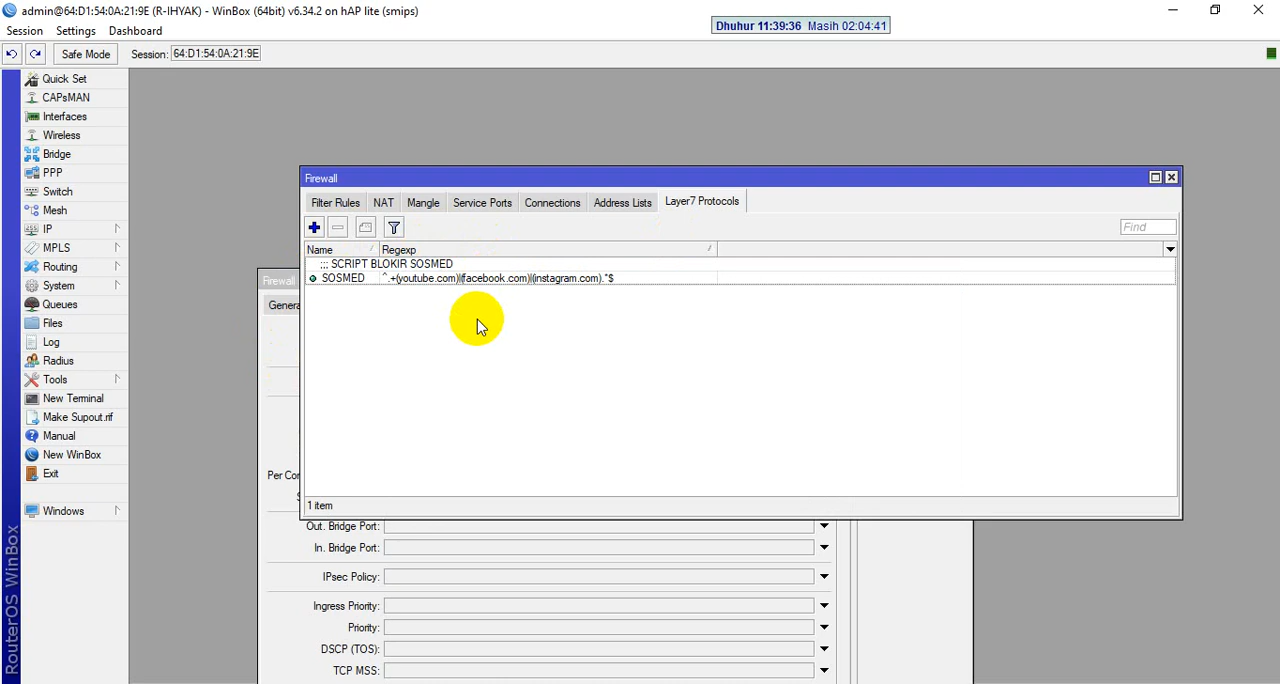 admin@64:D1:54:0A:21:9E (R-IHYAK) - WinBox (64bit) v6.34.2 on hAP lite (smips)
Dhuhur 11:39:36 Masih 02:04:41
Session Settings Dashboard
Safe Mode Session: 64:D1:54:0A:21:9E
Quick Set
CAPsMAN
Interfaces
Wireless
Bridge
PPP
Switch
Mesh
IP
MPLS
Routing
System
Queues
Files
Log
Radius
Tools
New Terminal
Make Supout.rif
Manual
New WinBox
Exit
Windows
RouterOS WinBox
Firewall
Filter Rules NAT Mangle Service Ports Connections Address Lists Layer7 Protocols
Find
Name Regexp
;;; SCRIPT BLOKIR SOSMED
SOSMED ^.+(youtube.com)|(facebook.com)|(instagram.com).*$
1 item
Firewall
Genera
Per Con
Out. Bridge Port:
In. Bridge Port:
IPsec Policy:
Ingress Priority:
Priority:
DSCP (TOS):
TCP MSS: